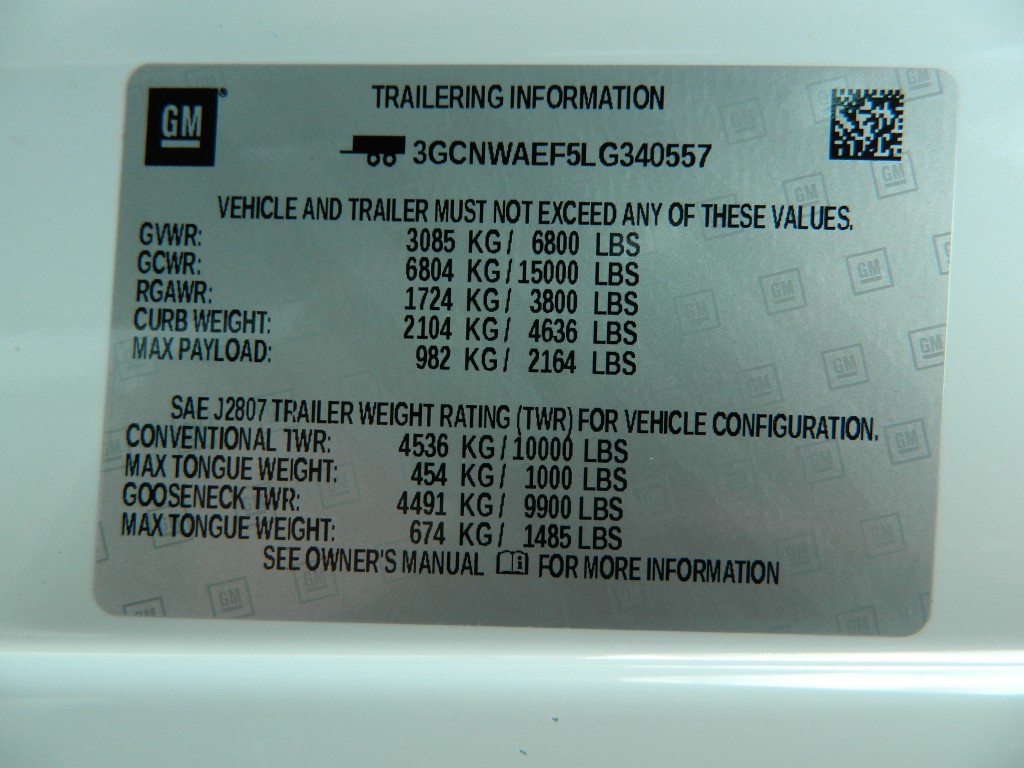 GM ® TRAILERING INFORMATION
3GCNWAEF5LG340557
VEHICLE AND TRAILER MUST NOT EXCEED ANY OF THESE VALUES.
GVWR: 3085 KG / 6800 LBS
GCWR: 6804 KG / 15000 LBS
RGAWR: 1724 KG / 3800 LBS
CURB WEIGHT: 2104 KG / 4636 LBS
MAX PAYLOAD: 982 KG / 2164 LBS
SAE J2807 TRAILER WEIGHT RATING (TWR) FOR VEHICLE CONFIGURATION.
CONVENTIONAL TWR: 4536 KG / 10000 LBS
MAX TONGUE WEIGHT: 454 KG / 1000 LBS
GOOSENECK TWR: 4491 KG / 9900 LBS
MAX TONGUE WEIGHT: 674 KG / 1485 LBS
SEE OWNER'S MANUAL FOR MORE INFORMATION